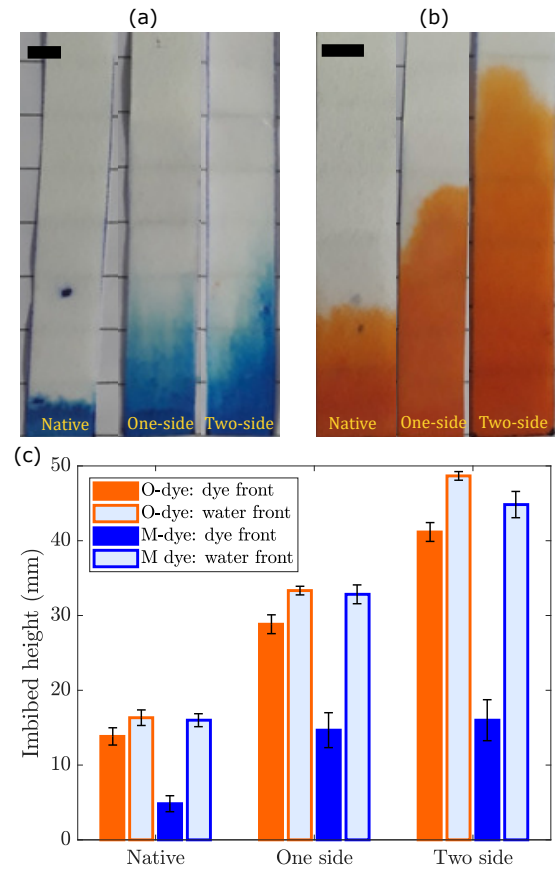 (a) (b)
Native One-side Two-side Native One-side Two-side
(c)
50
40
30
20
10
0
Imbibed height (mm)
O-dye: dye front
O-dye: water front
M-dye: dye front
M dye: water front
Native One side Two side